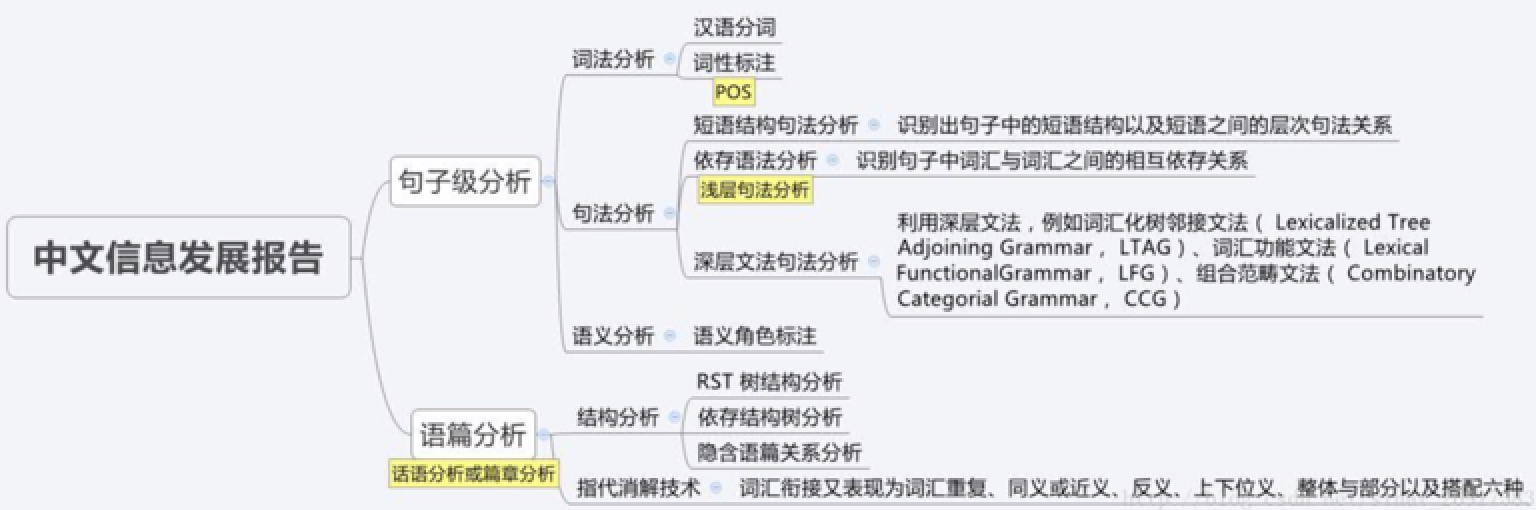 中文信息发展报告
句子级分析
词法分析
汉语分词
词性标注
POS
句法分析
短语结构句法分析
识别出句子中的短语结构以及短语之间的层次句法关系
依存语法分析
识别句子中词汇与词汇之间的相互依存关系
浅层句法分析
深层文法句法分析
利用深层文法，例如词汇化树邻接文法（ Lexicalized Tree
Adjoining Grammar， LTAG ）、词汇功能文法（ Lexical
FunctionalGrammar， LFG ）、组合范畴文法（ Combinatory
Categorial Grammar， CCG ）
语义分析
语义角色标注
语篇分析
话语分析或篇章分析
结构分析
RST 树结构分析
依存结构树分析
隐含语篇关系分析
指代消解技术
词汇衔接又表现为词汇重复、同义或近义、反义、上下位义、整体与部分以及搭配六种